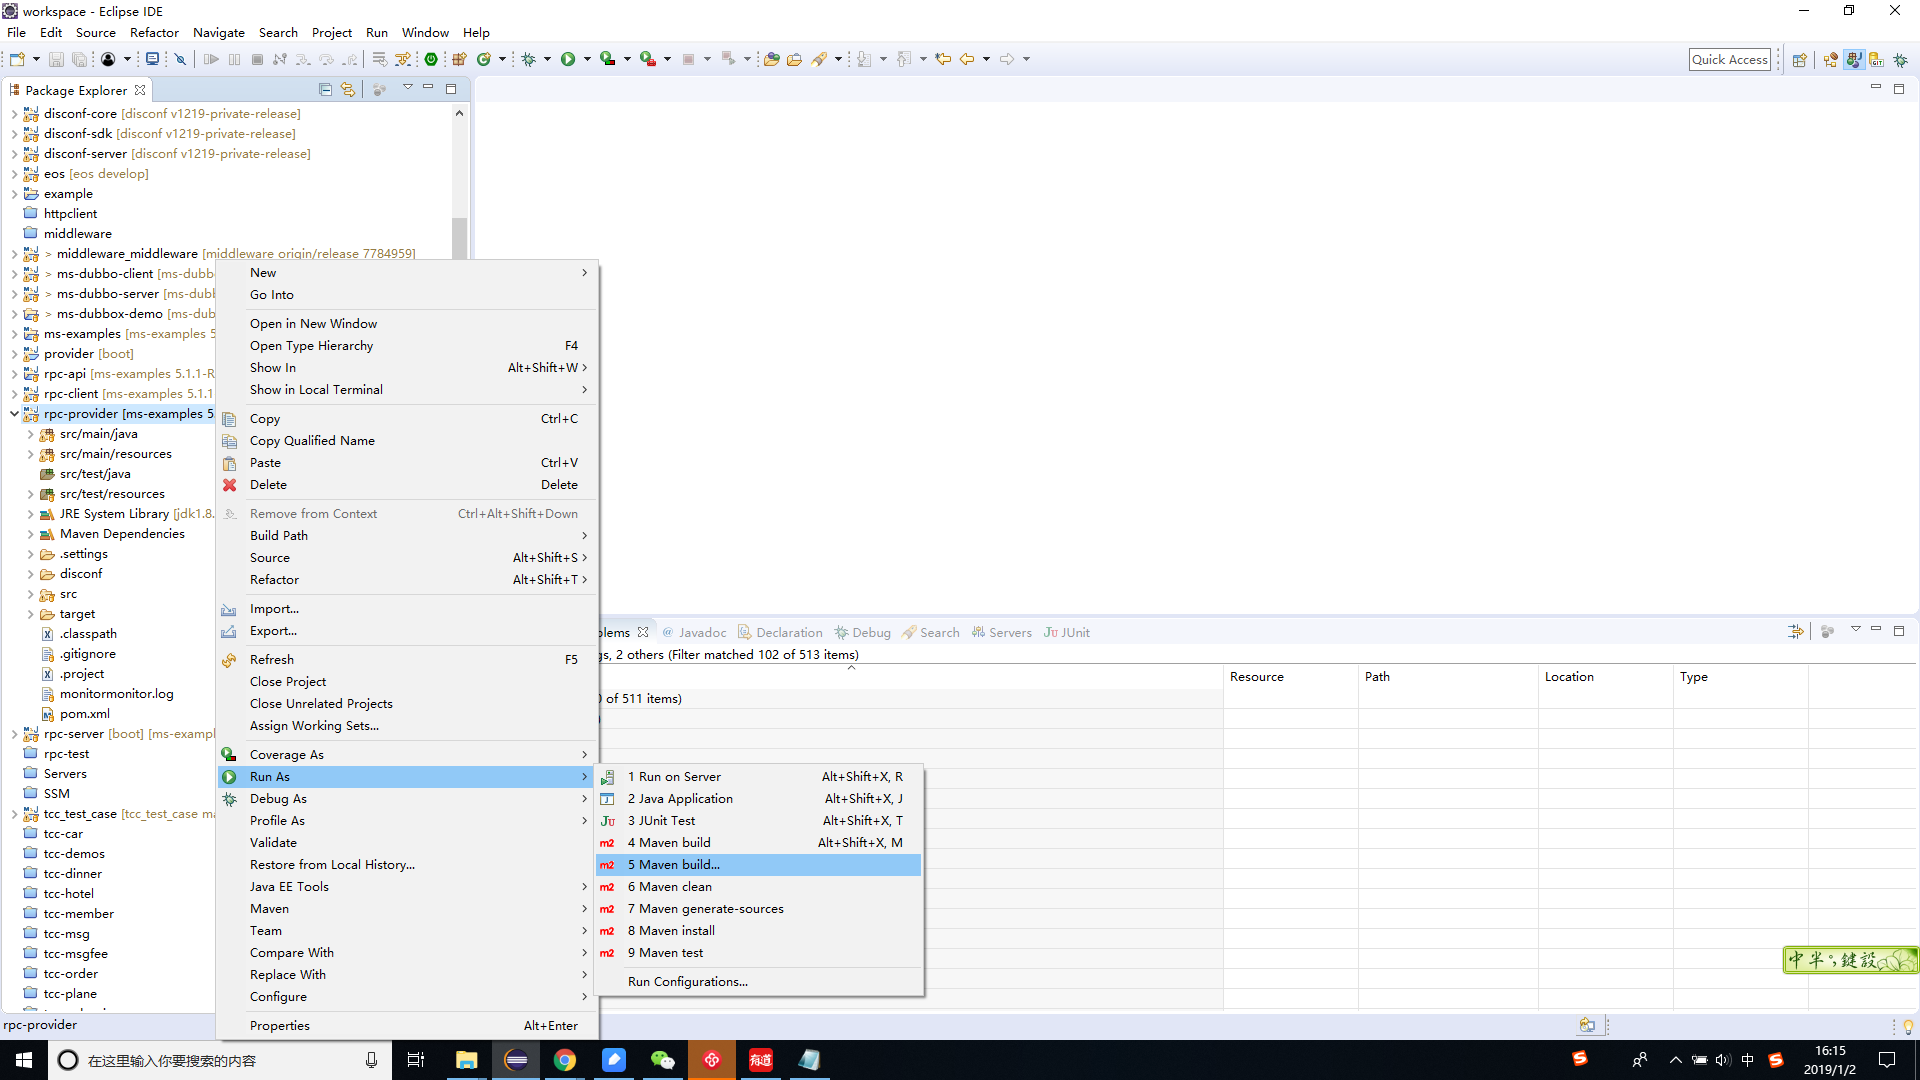 workspace - Eclipse IDE
File Edit Source Refactor Navigate Search Project Run Window Help
Quick Access
Package Explorer
disconf-core [disconf v1219-private-release]
disconf-sdk [disconf v1219-private-release]
disconf-server [disconf v1219-private-release]
eos [eos develop]
example
httpclient
middleware
> middleware_middleware [middleware origin/release 7784959]
> ms-dubbo-client [ms-dubb
> ms-dubbo-server [ms-dubl
> ms-dubbox-demo [ms-dub
ms-examples [ms-examples 5
provider [boot]
rpc-api [ms-examples 5.1.1-R
rpc-client [ms-examples 5.1.1
rpc-provider [ms-examples 5.
src/main/java
src/main/resources
src/test/java
src/test/resources
JRE System Library [jdk1.8.
Maven Dependencies
.settings
disconf
src
target
.classpath
.gitignore
.project
monitormonitor.log
pom.xml
rpc-server [boot] [ms-exampl
rpc-test
Servers
SSM
tcc_test_case [tcc_test_case ma
tcc-car
tcc-demos
tcc-dinner
tcc-hotel
tcc-member
tcc-msg
tcc-msgfee
tcc-order
tcc-plane
rpc-provider
New
Go Into
Open in New Window
Open Type Hierarchy F4
Show In Alt+Shift+W
Show in Local Terminal
Copy Ctrl+C
Copy Qualified Name
Paste Ctrl+V
Delete Delete
Remove from Context Ctrl+Alt+Shift+Down
Build Path
Source Alt+Shift+S
Refactor Alt+Shift+T
Import...
Export...
Refresh F5
Close Project
Close Unrelated Projects
Assign Working Sets...
Coverage As
Run As
Debug As
Profile As
Validate
Restore from Local History...
Java EE Tools
Maven
Team
Compare With
Replace With
Configure
Properties Alt+Enter
1 Run on Server Alt+Shift+X, R
2 Java Application Alt+Shift+X, J
3 JUnit Test Alt+Shift+X, T
4 Maven build Alt+Shift+X, M
5 Maven build...
6 Maven clean
7 Maven generate-sources
8 Maven install
9 Maven test
Run Configurations...
blems Javadoc Declaration Debug Search Servers JUnit
gs, 2 others (Filter matched 102 of 513 items)
Resource Path Location Type
0 of 511 items)
中 半 °, 鍵 設
在这里输入你要搜索的内容
有道
中
16:15
2019/1/2